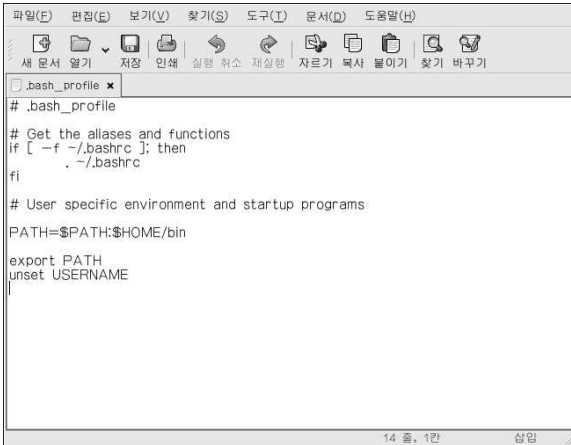 파일(F) 편집(E) 보기(V) 찾기(S) 도구(T) 문서(D) 도움말(H)
새 문서 열기 저장 인쇄 실행 취소 재실행 자르기 복사 붙이기 찾기 바꾸기
.bash_profile ×
# .bash_profile
# Get the aliases and functions
if [ -f ~/.bashrc ]; then
. ~/.bashrc
fi
# User specific environment and startup programs
PATH=$PATH:$HOME/bin
export PATH
unset USERNAME
14 줄, 1칸 삽입